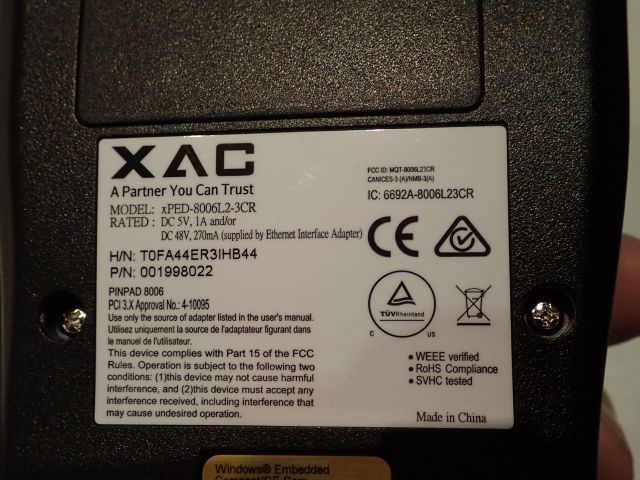 XAC
A Partner You Can Trust
MODEL: xPED-8006L2-3CR
RATED : DC 5V, 1A and/or
DC 48V, 270mA (supplied by Ethernet Interface Adapter)
H/N: T0FA44ER3IHB44
P/N: 001998022
PINPAD 8006
PCI 3.X Approval No.: 4-10095
Use only the source of adapter listed in the user's manual.
Utilisez uniquement la source de l'adaptateur figurant dans
le manuel de l'utilisateur.
This device complies with Part 15 of the FCC
Rules. Operation is subject to the following two
conditions: (1)this device may not cause harmful
interference, and (2)this device must accept any
interference received, including interference that
may cause undesired operation.
FCC ID: MQT-8006L23CR
CANICES-3 (A)/NMB-3(A)
IC: 6692A-8006L23CR
CE
TÜVRheinland
C US
• WEEE verified
• RoHS Compliance
• SVHC tested
Made in China
Windows® Embedded